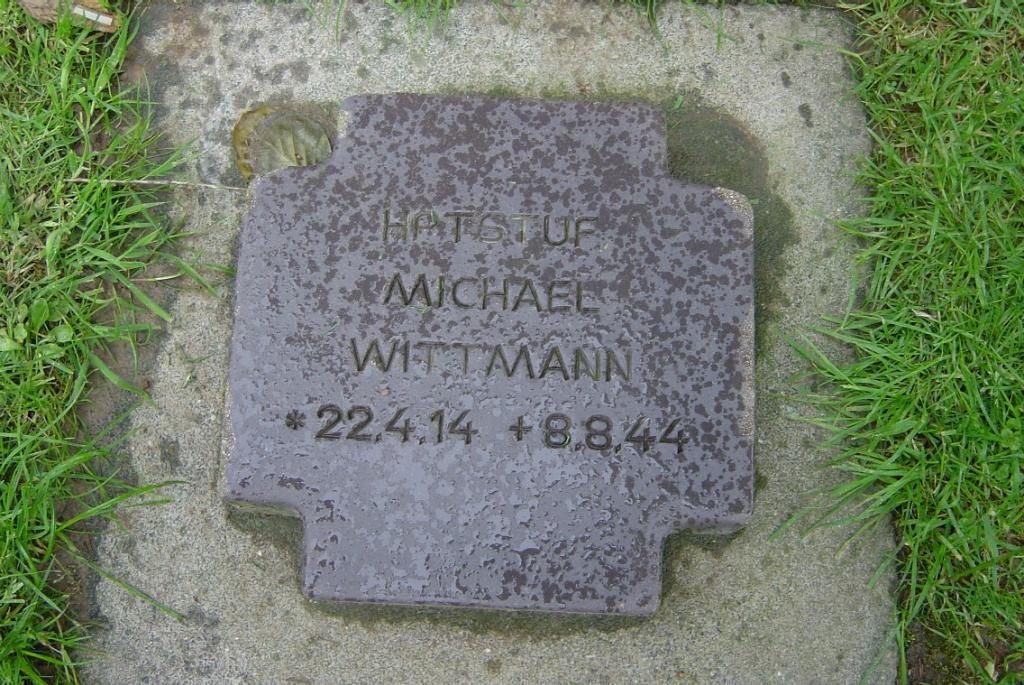 HPTSTUF
MICHAEL
WITTMANN
* 22.4.14 + 8.8.44